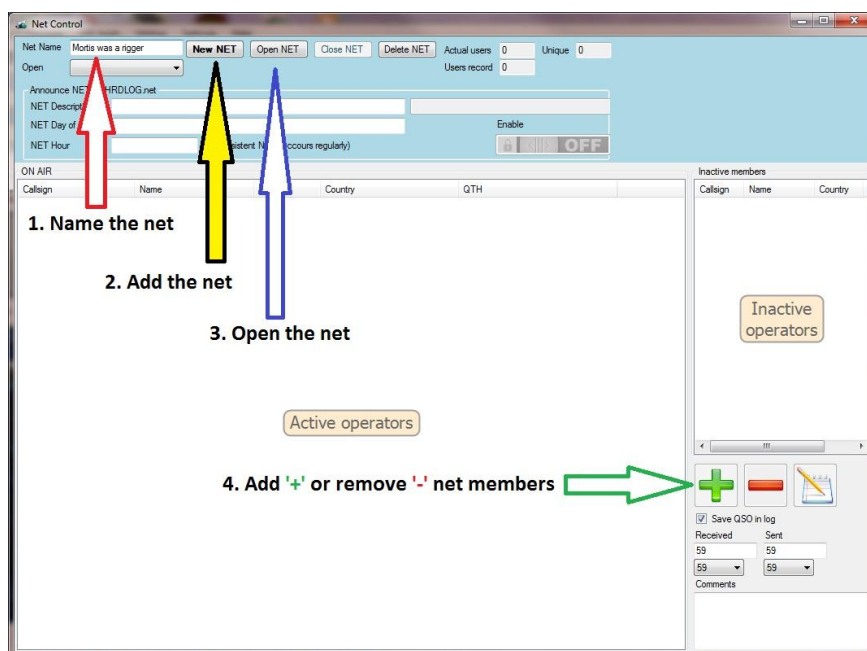 Net Control
Net Name Mortis was a rigger New NET Open NET Close NET Delete NET Actual users 0 Unique 0
Open Users record 0
Announce NET HRDLOG.net
NET Descripti
NET Day of Enable
NET Hour sistent N occours regularly) OFF
ON AIR Inactive members
Callsign Name Country QTH Callsign Name Country
1. Name the net
2. Add the net
3. Open the net
Inactive
operators
Active operators
4. Add '+' or remove '-' net members
Save QSO in log
Received Sent
59 59
59 59
Comments